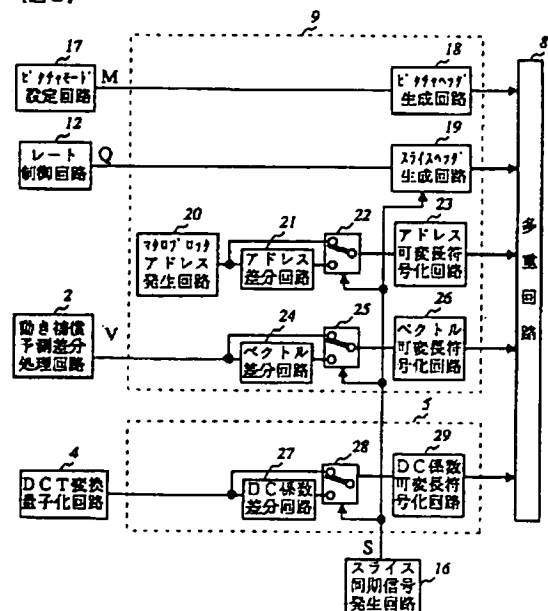 9
17
ピクチャモード
設定回路
M
18
ピクチャヘッダ
生成回路
8
多重回路
12
レート
制御回路
Q
19
スライスヘッダ
生成回路
20
マクロブロック
アドレス
発生回路
21
アドレス
差分回路
22
23
アドレス
可変長符
号化回路
2
動き補償
予測差分
処理回路
V
24
ベクトル
差分回路
25
26
ベクトル
可変長符
号化回路
5
4
DCT変換
量子化回路
27
DC係数
差分回路
28
29
DC係数
可変長符
号化回路
S
スライス
同期信号
発生回路
16